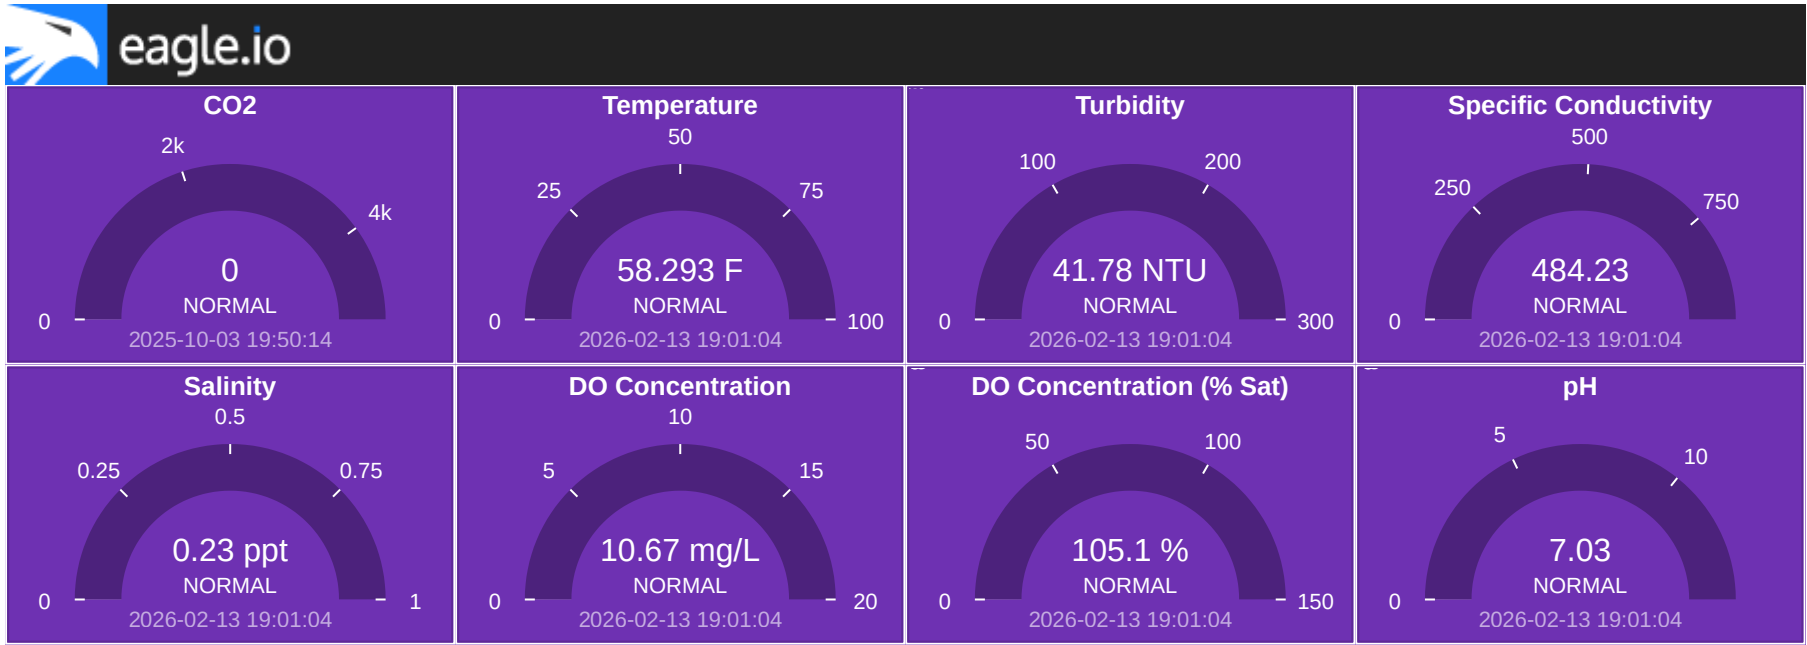 eagle.io
CO2
2k
4k
0
0
NORMAL
2025-10-03 19:50:14
Temperature
50
25
75
58.293 F
NORMAL
0
100
2026-02-13 19:01:04
Turbidity
100
200
41.78 NTU
NORMAL
0
300
2026-02-13 19:01:04
Specific Conductivity
500
250
750
484.23
NORMAL
0
2026-02-13 19:01:04
Salinity
0.5
0.25
0.75
0.23 ppt
NORMAL
0
1
2026-02-13 19:01:04
DO Concentration
10
5
15
10.67 mg/L
NORMAL
0
20
2026-02-13 19:01:04
DO Concentration (% Sat)
50
100
105.1 %
NORMAL
0
150
2026-02-13 19:01:04
pH
5
10
7.03
NORMAL
0
2026-02-13 19:01:04